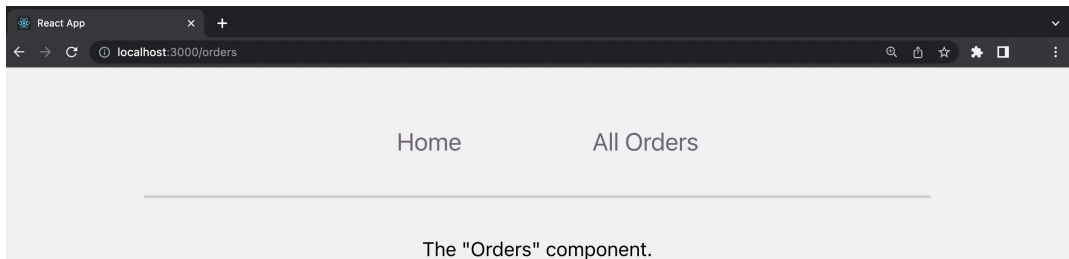 React App
localhost:3000/orders
Home All Orders
The "Orders" component.